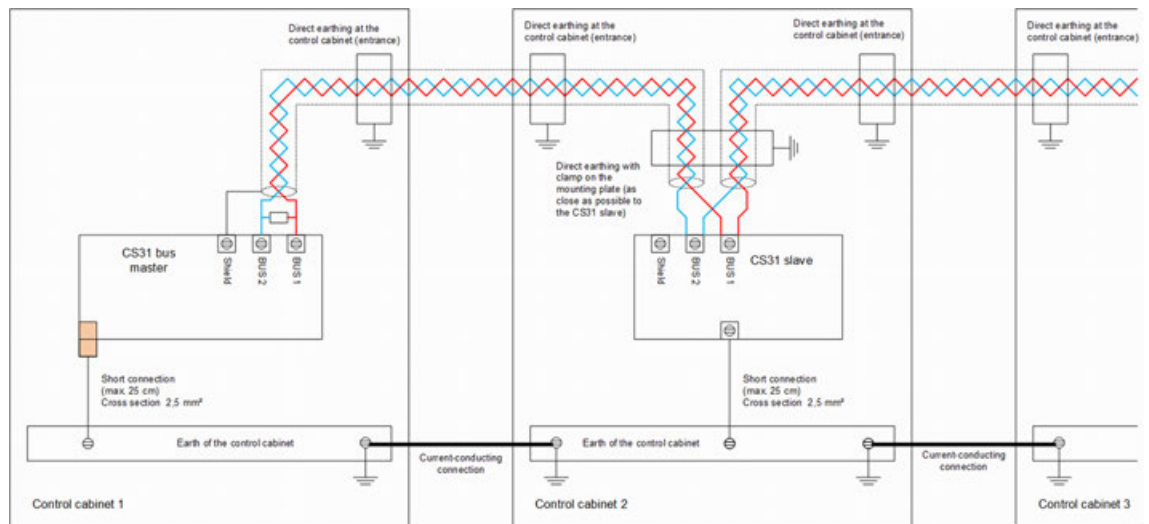 Direct earthing at the
control cabinet (entrance)
Direct earthing at the
control cabinet (entrance)
Direct earthing at the
control cabinet (entrance)
Direct earthing at the
control cabinet (entrance)
Direct earthing with
clamp on the
mounting plate (as
close as possible to
the CS31 slave)
CS31 bus
master
Shield
BUS 2
BUS 1
Shield
BUS 2
BUS 1
CS31 slave
Short connection
(max. 25 cm)
Cross section 2,5 mm²
Short connection
(max. 25 cm)
Cross section 2,5 mm²
Earth of the control cabinet
Current-conducting
connection
Earth of the control cabinet
Current-conducting
connection
Control cabinet 1
Control cabinet 2
Control cabinet 3